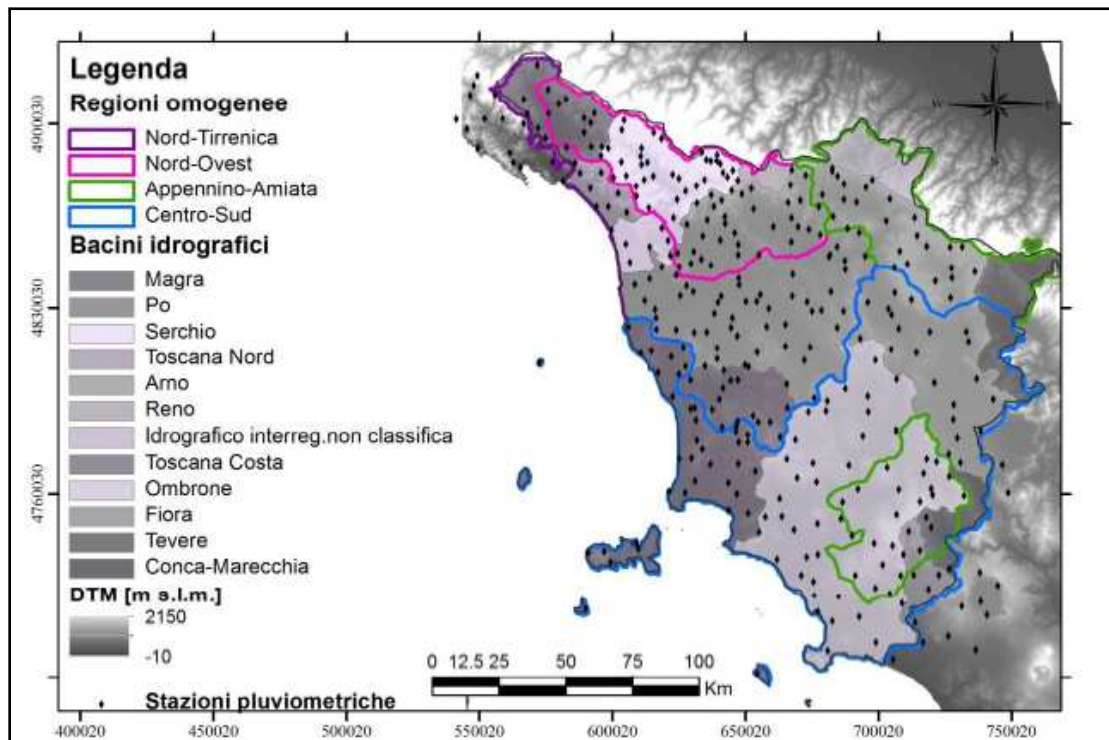 Legenda
Regioni omogenee
Nord-Tirrenica
Nord-Ovest
Appennino-Amiata
Centro-Sud
Bacini idrografici
Magra
Po
Serchio
Toscana Nord
Arno
Reno
Idrografico interreg.non classifica
Toscana Costa
Ombrone
Fiora
Tevere
Conca-Marecchia
DTM [m s.l.m.]
2150
-10
Stazioni pluviometriche
N
W
E
S
0 12.5 25 50 75 100
Km
4900030
4830030
4760030
400020 450020 500020 550020 600020 650020 700020 750020